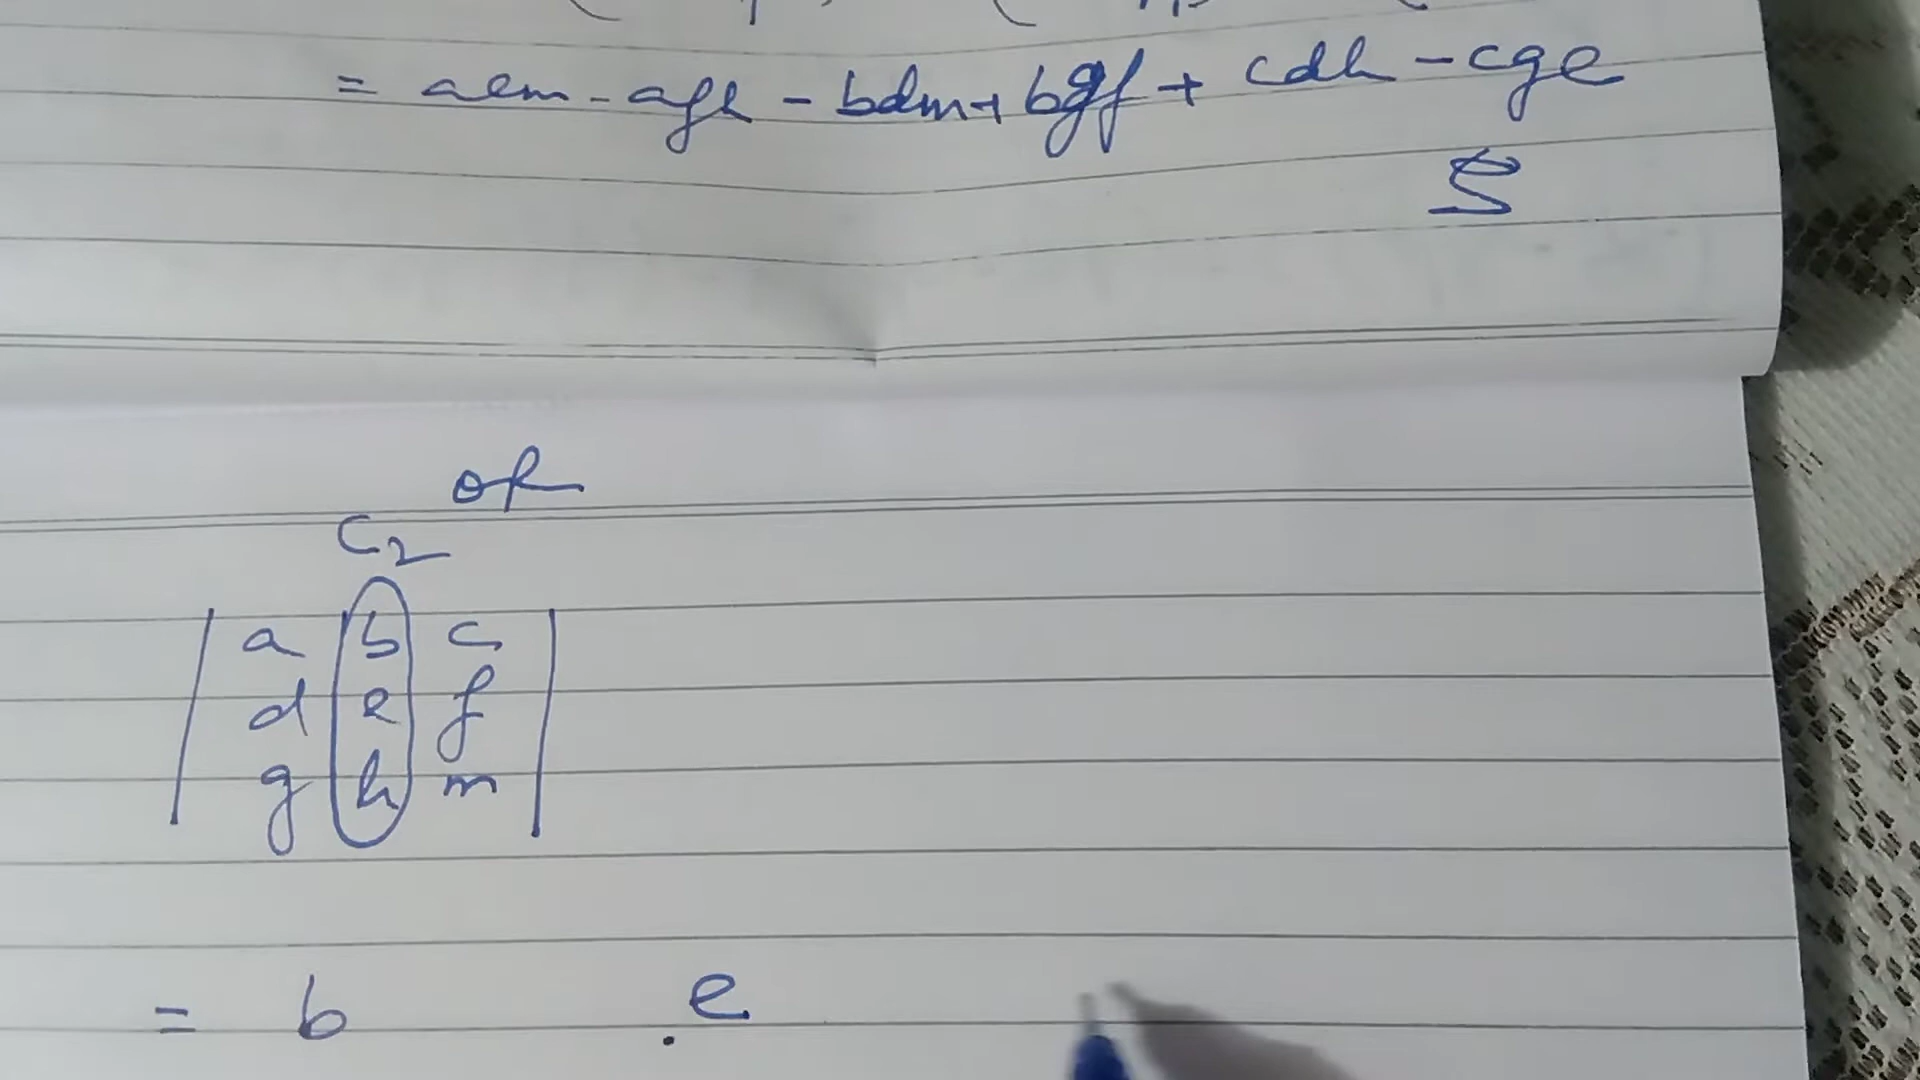 = aem - afh - bdm + bgf + cdh - cge
or
C2
| a b c |
| d e f |
| g h m |
= b . e